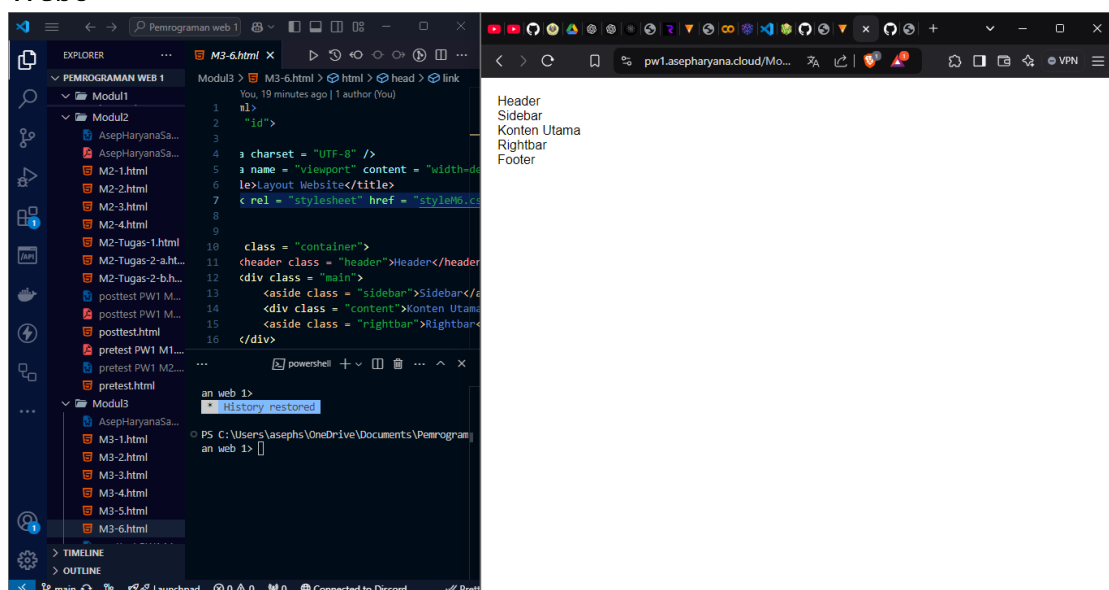 Pemrograman web 1
EXPLORER
PEMROGRAMAN WEB 1
Modul1
Modul2
AsepHaryanaSa...
AsepHaryanaSa...
M2-1.html
M2-2.html
M2-3.html
M2-4.html
M2-Tugas-1.html
M2-Tugas-2-a.ht...
M2-Tugas-2-b.h...
posttest PW1 M...
posttest PW1 M...
posttest.html
pretest PW1 M1....
pretest PW1 M2....
pretest.html
Modul3
AsepHaryanaSa...
M3-1.html
M3-2.html
M3-3.html
M3-4.html
M3-5.html
M3-6.html
TIMELINE
OUTLINE
M3-6.html
Modul3 > M3-6.html > html > head > link
You, 19 minutes ago | 1 author (You)
1 ml>
2 "id">
3
4 a charset = "UTF-8" />
5 a name = "viewport" content = "width=de
6 le>Layout Website</title>
7 < rel = "stylesheet" href = "styleM6.cs
8
9
10 class = "container">
11 <header class = "header">Header</header
12 <div class = "main">
13 <aside class = "sidebar">Sidebar</a
14 <div class = "content">Konten Utama
15 <aside class = "rightbar">Rightbar<
16 </div>
powershell
an web 1>
* History restored
PS C:\Users\asephs\OneDrive\Documents\Pemrogram
an web 1>
main
Launchpad
0 0
0
Connected to Discord
pw1.asepharyana.cloud/Mo...
VPN
Header
Sidebar
Konten Utama
Rightbar
Footer